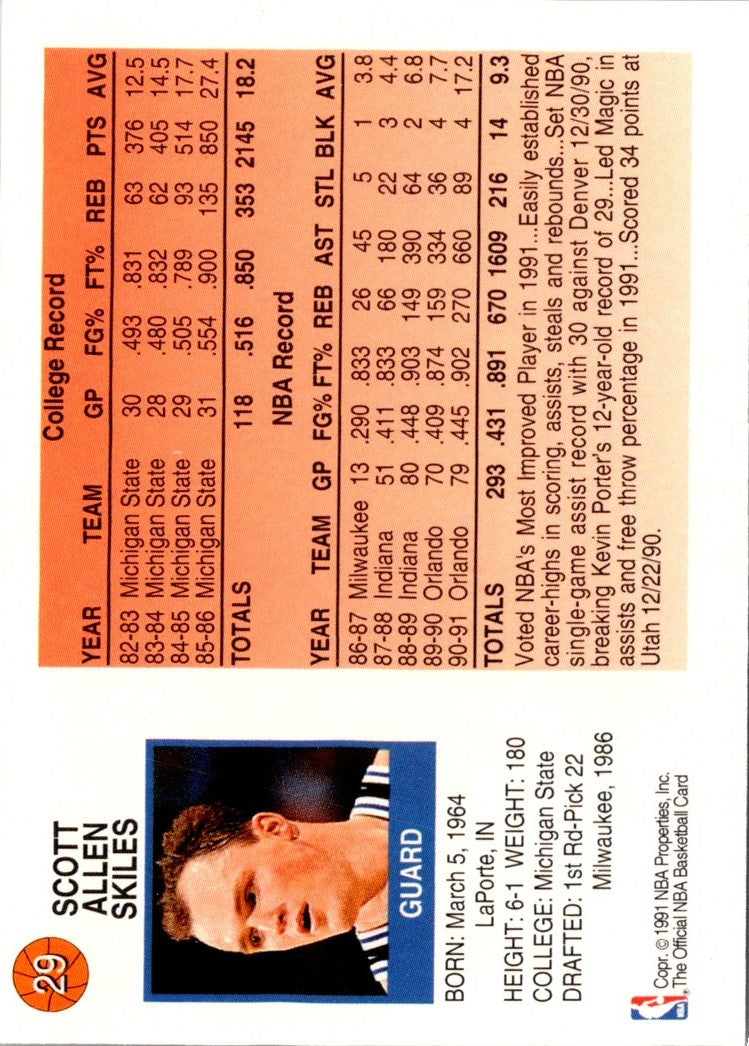 29
SCOTT
ALLEN
SKILES
GUARD
BORN: March 5, 1964
LaPorte, IN
HEIGHT: 6-1 WEIGHT: 180
COLLEGE: Michigan State
DRAFTED: 1st Rd-Pick 22
Milwaukee, 1986
NBA
Copr. © 1991 NBA Properties, Inc.
®The Official NBA Basketball Card
College Record
YEAR TEAM GP FG% FT% REB PTS AVG
82-83 Michigan State 30 .493 .831 63 376 12.5
83-84 Michigan State 28 .480 .832 62 405 14.5
84-85 Michigan State 29 .505 .789 93 514 17.7
85-86 Michigan State 31 .554 .900 135 850 27.4
TOTALS 118 .516 .850 353 2145 18.2
NBA Record
YEAR TEAM GP FG% FT% REB AST STL BLK AVG
86-87 Milwaukee 13 .290 .833 26 45 5 1 3.8
87-88 Indiana 51 .411 .833 66 180 22 3 4.4
88-89 Indiana 80 .448 .903 149 390 64 2 6.8
89-90 Orlando 70 .409 .874 159 334 36 4 7.7
90-91 Orlando 79 .445 .902 270 660 89 4 17.2
TOTALS 293 .431 .891 670 1609 216 14 9.3
Voted NBA's Most Improved Player in 1991...Easily established
career-highs in scoring, assists, steals and rebounds...Set NBA
single-game assist record with 30 against Denver 12/30/90,
breaking Kevin Porter's 12-year-old record of 29...Led Magic in
assists and free throw percentage in 1991...Scored 34 points at
Utah 12/22/90.